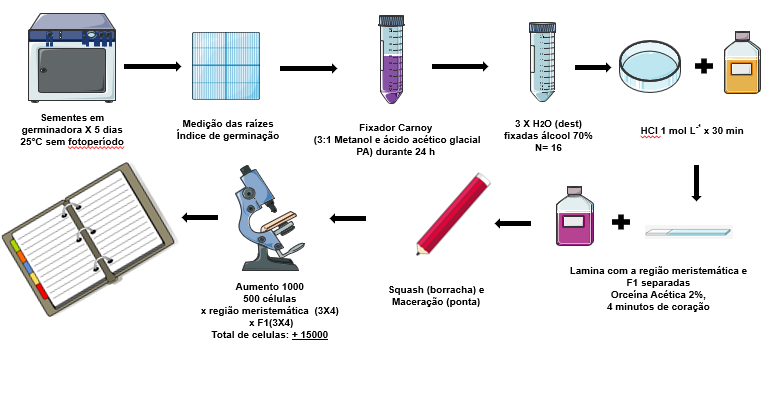 Sementes em
germinadora X 5 dias
25°C sem fotoperíodo
Medição das raízes
Índice de germinação
Fixador Carnoy
(3:1 Metanol e ácido acético glacial
PA) durante 24 h
3 X H2O (dest)
fixadas álcool 70%
N= 16
HCl 1 mol L-1 x 30 min
Lamina com a região meristemática e
F1 separadas
Orceína Acética 2%,
4 minutos de coração
Squash (borracha) e
Maceração (ponta)
Aumento 1000
500 células
x região meristemática (3X4)
x F1(3X4)
Total de celulas: + 15000